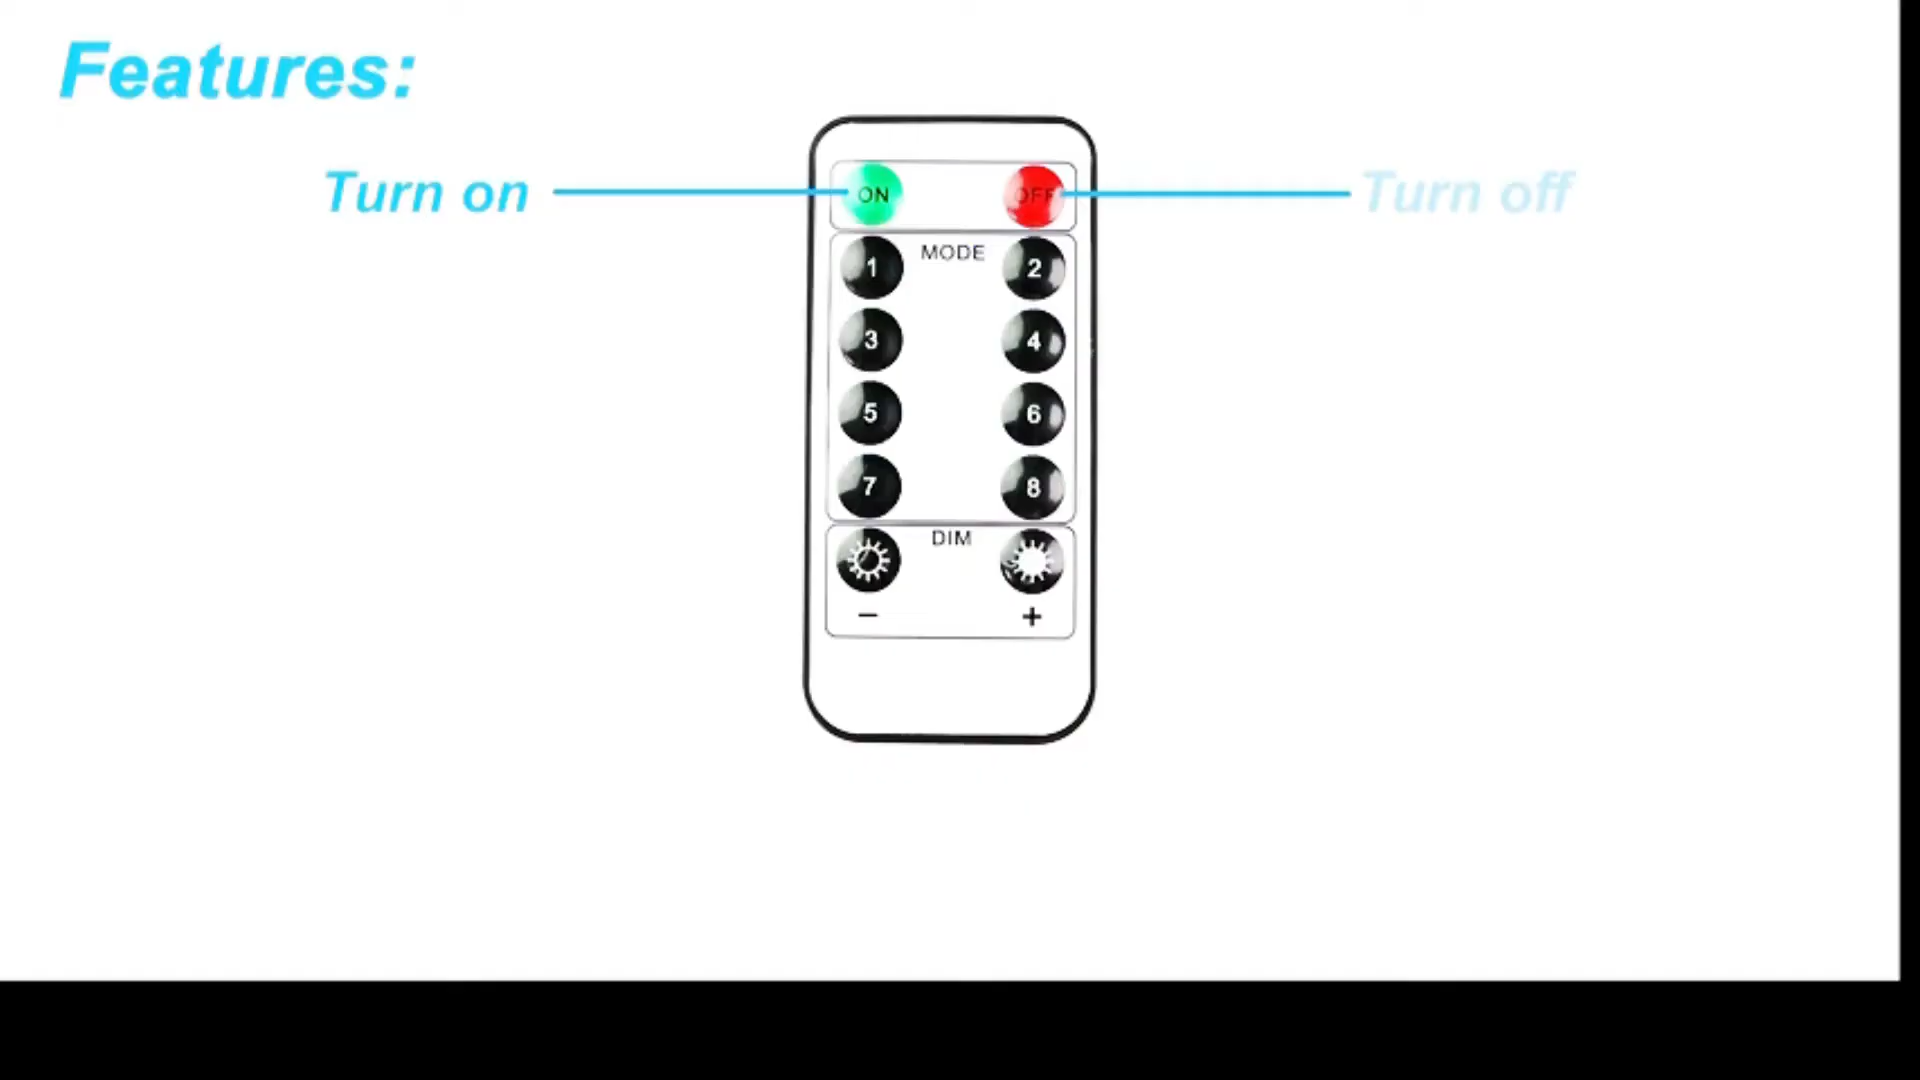 Features:
Turn on
ON
OFF
Turn off
MODE
1
2
3
4
5
6
7
8
DIM
−
+